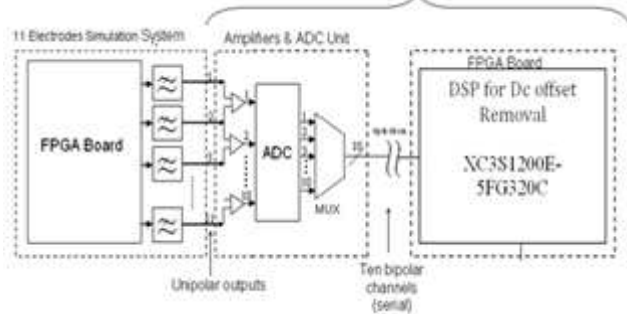 11 Electrodes Simulation System
Amplifiers & ADC Unit
FPGA Board
FPGA Board
ADC
MUX
DSP for Dc offset
Removal
XC3S1200E-
5FG320C
Unipolar outputs
Ten bipolar
channels
(serial)